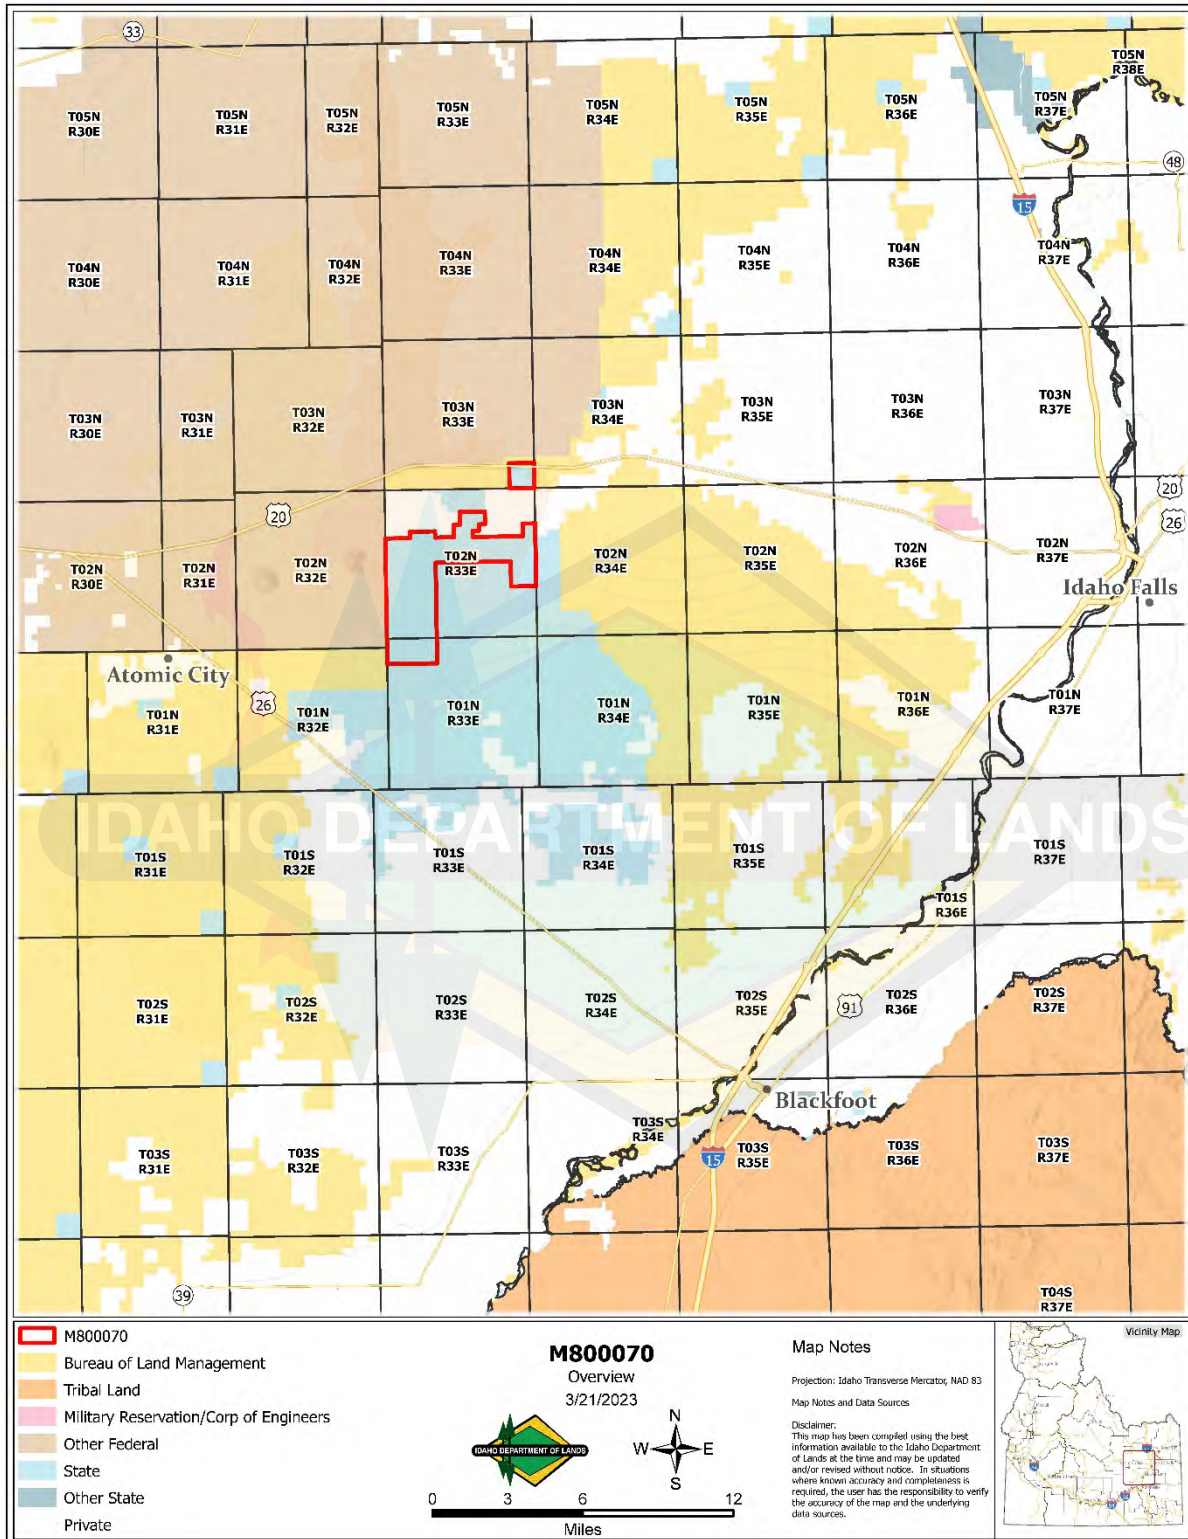 33
T05N
R38E
T05N
R30E
T05N
R31E
T05N
R32E
T05N
R33E
T05N
R34E
T05N
R35E
T05N
R36E
T05N
R37E
48
15
T04N
R30E
T04N
R31E
T04N
R32E
T04N
R33E
T04N
R34E
T04N
R35E
T04N
R36E
T04N
R37E
T03N
R30E
T03N
R31E
T03N
R32E
T03N
R33E
T03N
R34E
T03N
R35E
T03N
R36E
T03N
R37E
20
20
26
T02N
R30E
T02N
R31E
T02N
R32E
T02N
R33E
T02N
R34E
T02N
R35E
T02N
R36E
T02N
R37E
Idaho Falls
Atomic City
26
T01N
R31E
T01N
R32E
T01N
R33E
T01N
R34E
T01N
R35E
T01N
R36E
T01N
R37E
IDAHO DEPARTMENT OF LANDS
T01S
R31E
T01S
R32E
T01S
R33E
T01S
R34E
T01S
R35E
T01S
R36E
T01S
R37E
T02S
R31E
T02S
R32E
T02S
R33E
T02S
R34E
T02S
R35E
91
T02S
R36E
T02S
R37E
Blackfoot
T03S
R31E
T03S
R32E
T03S
R33E
T03S
R34E
15
T03S
R35E
T03S
R36E
T03S
R37E
39
T04S
R37E
M800070
Bureau of Land Management
Tribal Land
Military Reservation/Corp of Engineers
Other Federal
State
Other State
Private
M800070
Overview
3/21/2023
IDAHO DEPARTMENT OF LANDS
N
W E
S
0 3 6 12
Miles
Map Notes
Projection: Idaho Transverse Mercator, NAD 83
Map Notes and Data Sources
Disclaimer:
This map has been compiled using the best
information available to the Idaho Department
of Lands at the time and may be updated
and/or revised without notice. In situations
where known accuracy and completeness is
required, the user has the responsibility to verify
the accuracy of the map and the underlying
data sources.
Vicinity Map